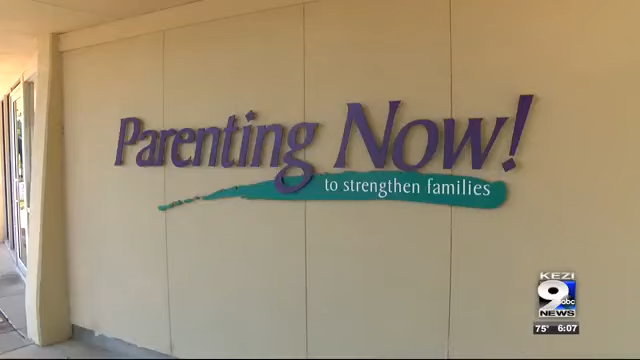 Parenting Now!
to strengthen families
KEZI
9 abc
NEWS
75° 6:07